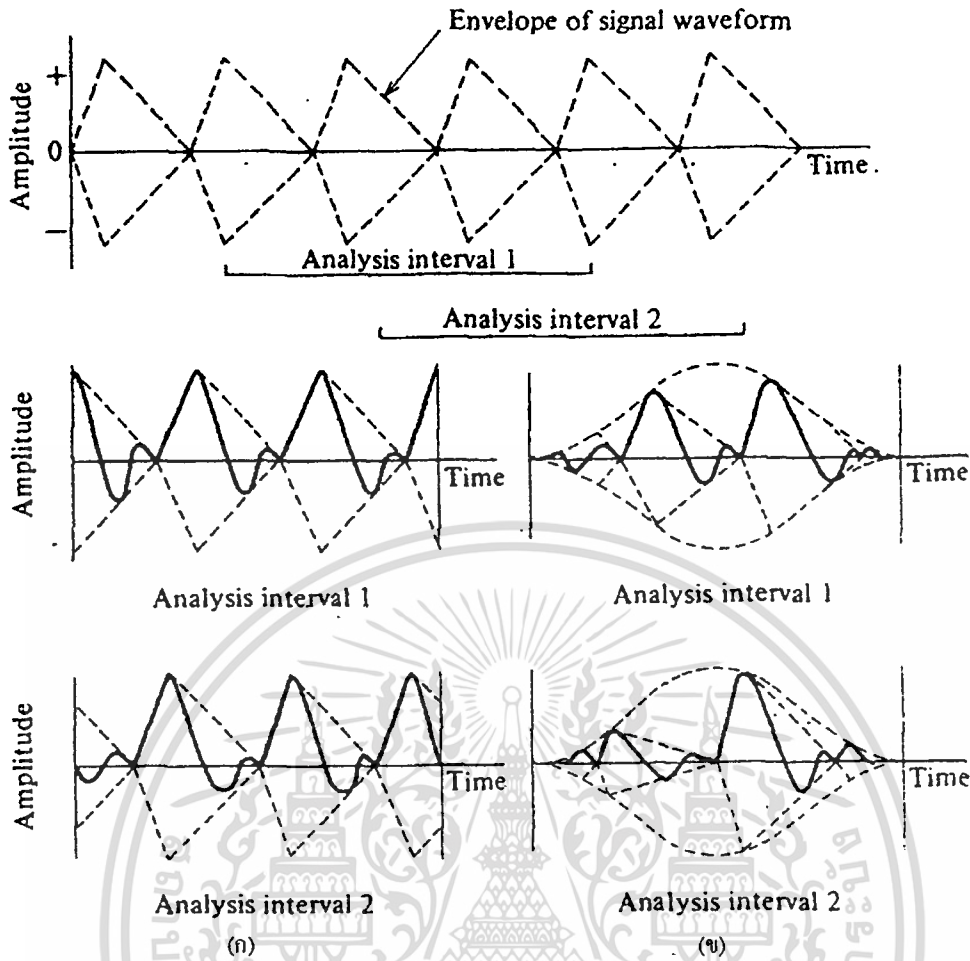 Envelope of signal waveform
Amplitude
+
0
−
Time .
Analysis interval 1
Analysis interval 2
Amplitude
Time
Time
Analysis interval 1
Analysis interval 1
Amplitude
Time
Time
Analysis interval 2
Analysis interval 2
(ก)
(ข)